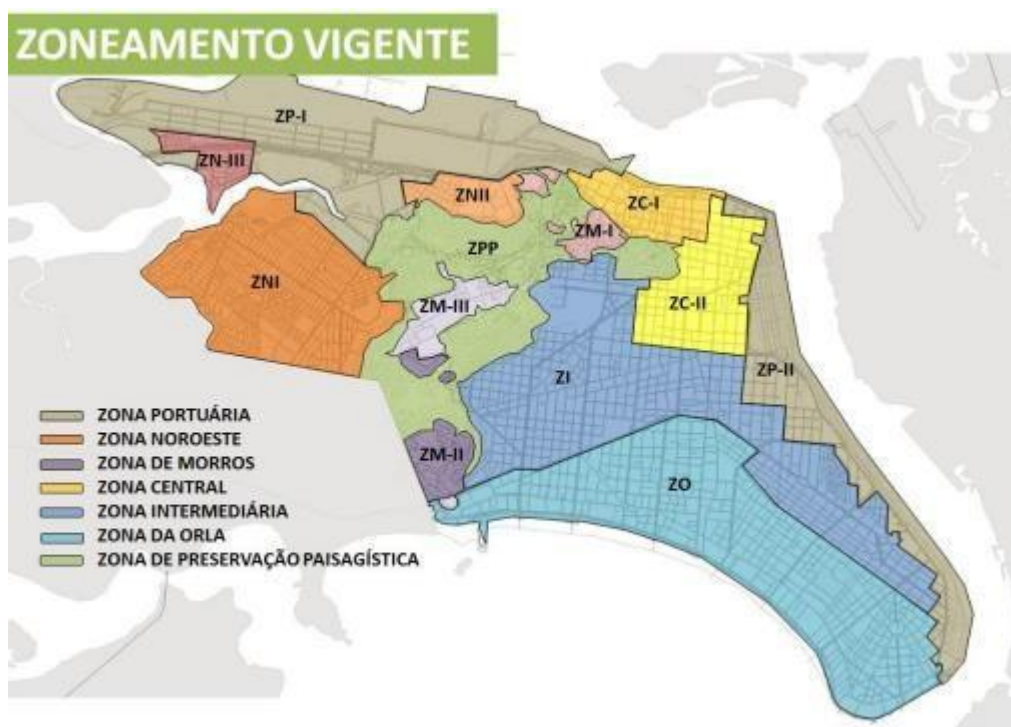 ZONEAMENTO VIGENTE
ZP-I
ZN-III
ZNII
ZC-I
ZM-I
ZPP
ZNI
ZM-III
ZC-II
ZI
ZP-II
ZM-II
ZO
ZONA PORTUÁRIA
ZONA NOROESTE
ZONA DE MORROS
ZONA CENTRAL
ZONA INTERMEDIÁRIA
ZONA DA ORLA
ZONA DE PRESERVAÇÃO PAISAGÍSTICA